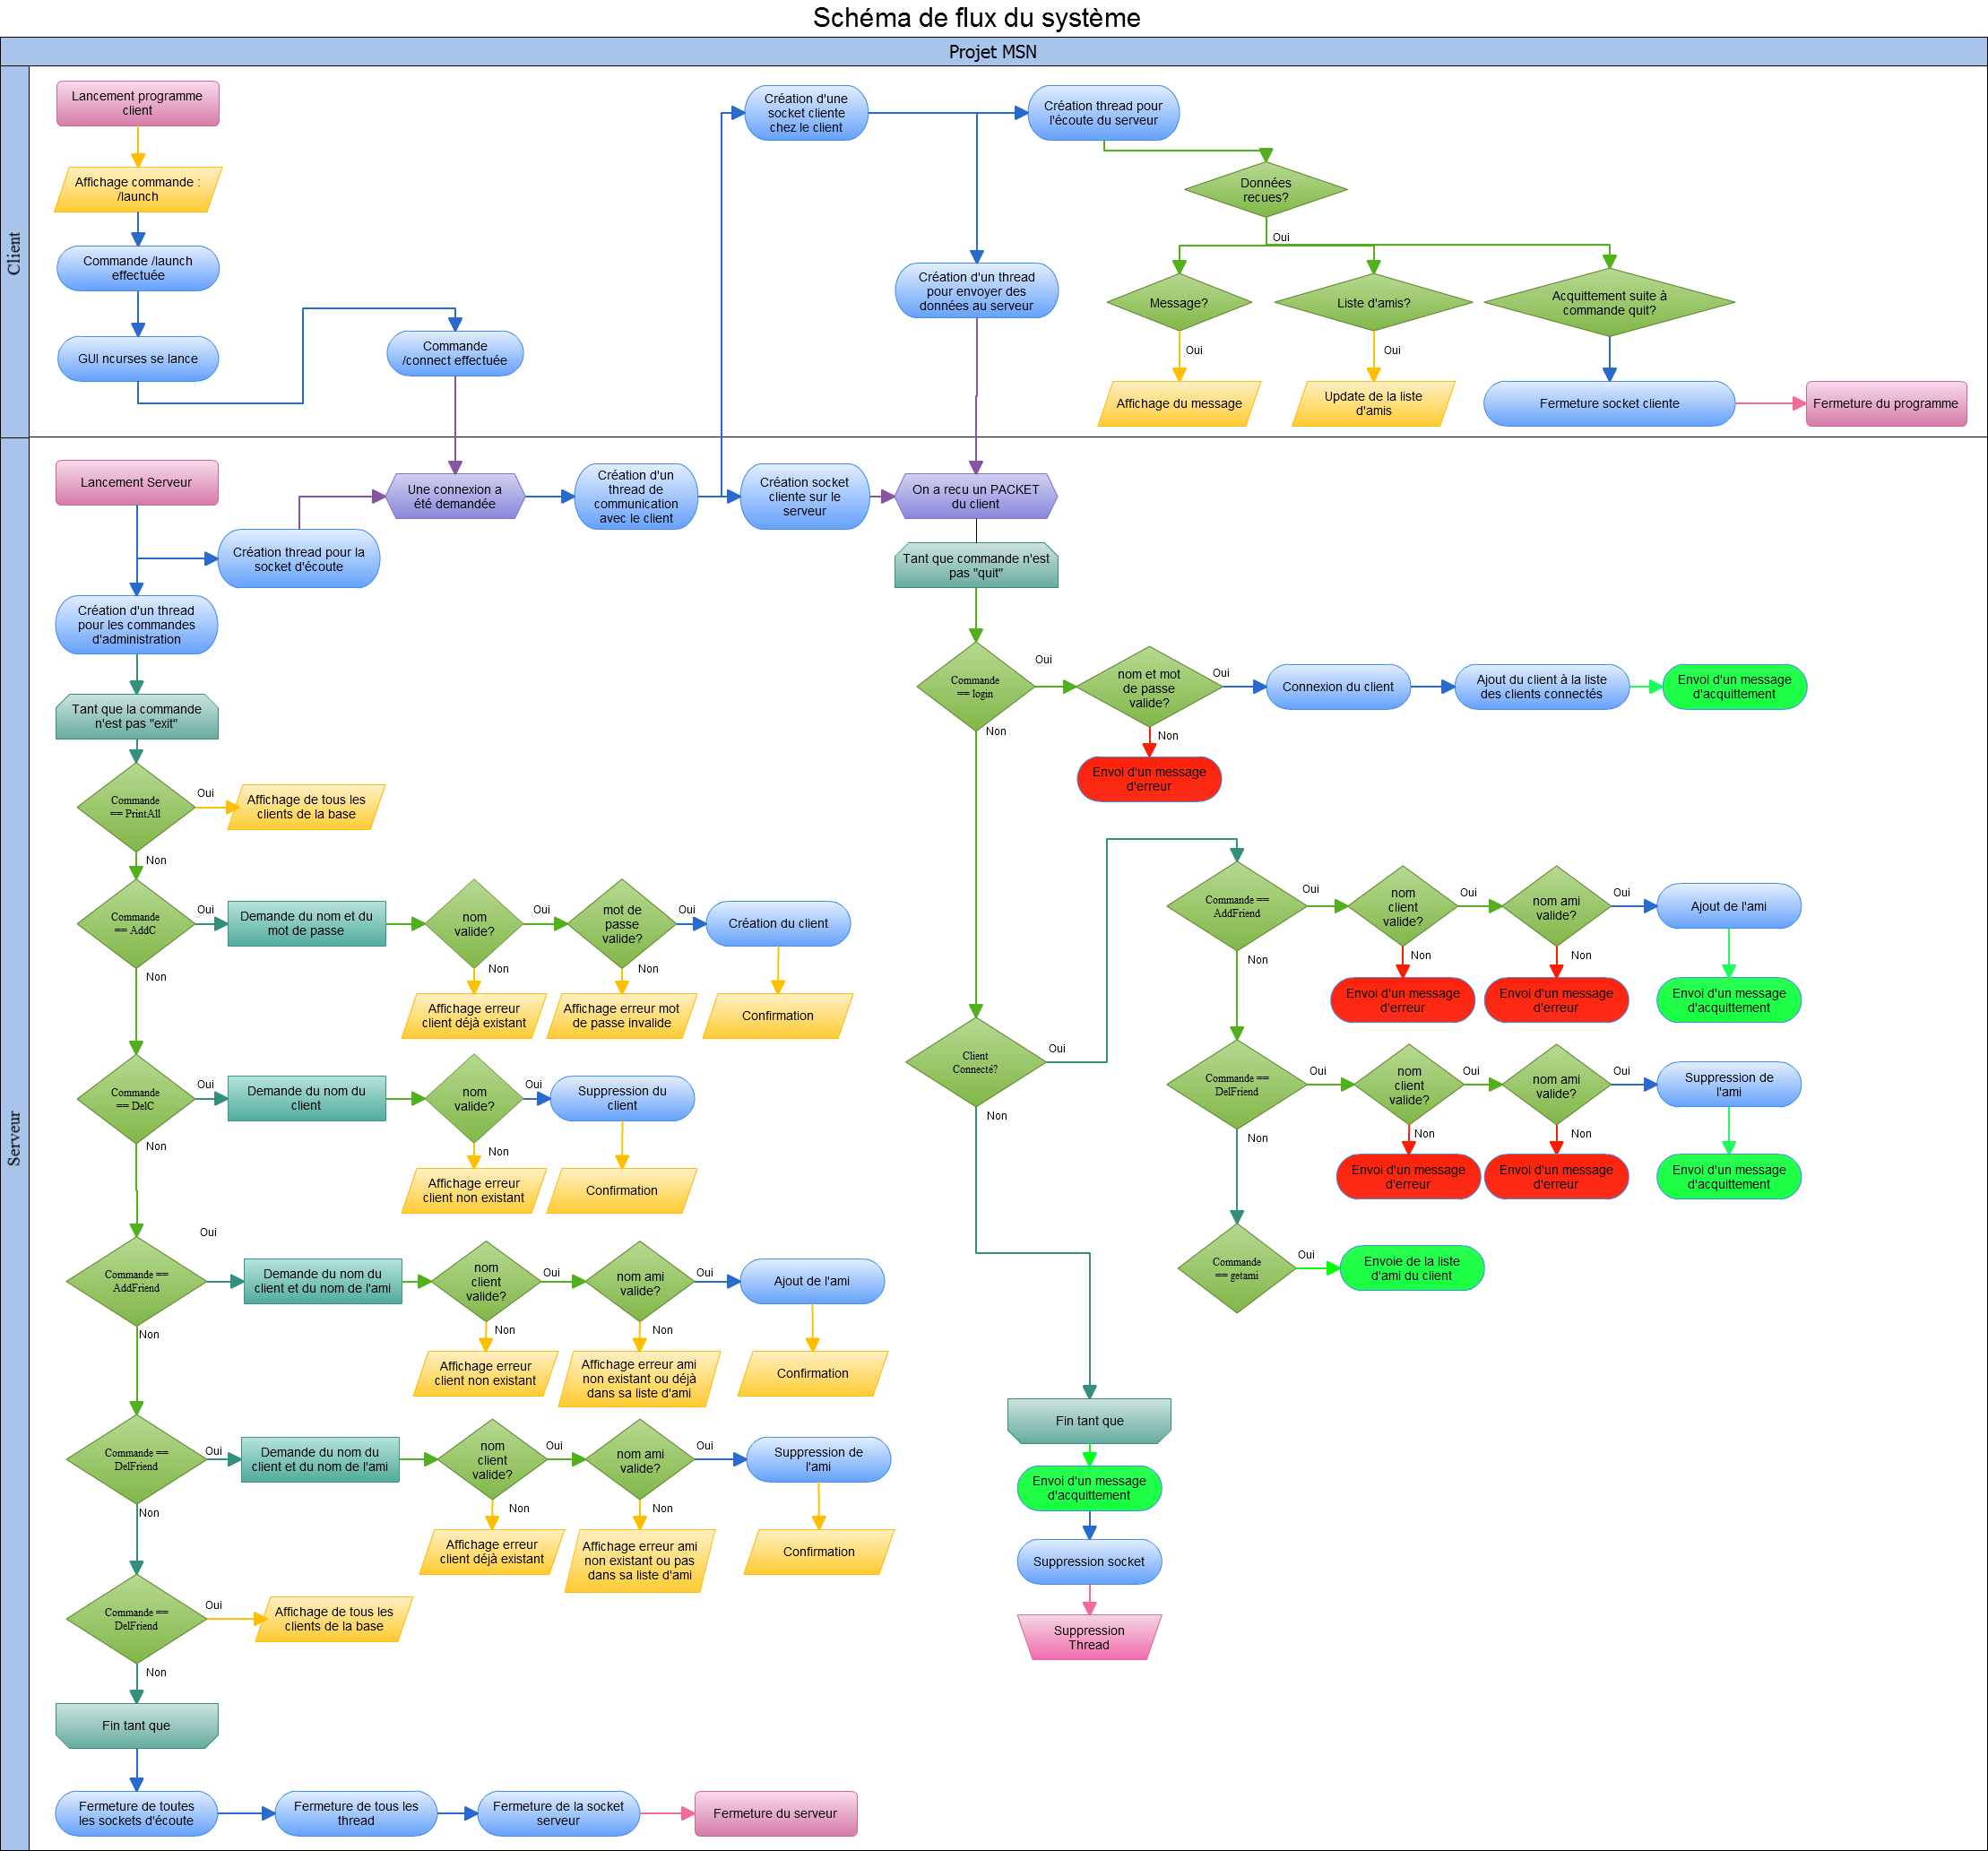 Schéma de flux du système
Projet MSN
Client
Lancement programme
client
Affichage commande :
/launch
Commande /launch
effectuée
GUI ncurses se lance
Commande
/connect effectuée
Création d'une
socket cliente
chez le client
Création thread pour
l'écoute du serveur
Création d'un thread
pour envoyer des
données au serveur
Données
recues?
Oui
Message?
Liste d'amis?
Acquittement suite à
commande quit?
Oui
Oui
Affichage du message
Update de la liste
d'amis
Fermeture socket cliente
Fermeture du programme
Serveur
Lancement Serveur
Création thread pour la
socket d'écoute
Une connexion a
été demandée
Création d'un
thread de
communication
avec le client
Création socket
cliente sur le
serveur
On a recu un PACKET
du client
Création d'un thread
pour les commandes
d'administration
Tant que la commande
n'est pas "exit"
Commande
== PrintAll
Oui
Affichage de tous les
clients de la base
Non
Commande
== AddC
Oui
Demande du nom et du
mot de passe
nom
valide?
Oui
mot de
passe
valide?
Oui
Création du client
Non
Non
Non
Affichage erreur
client déjà existant
Affichage erreur mot
de passe invalide
Confirmation
Commande
== DelC
Oui
Demande du nom du
client
nom
valide?
Oui
Suppression du
client
Non
Non
Affichage erreur
client non existant
Confirmation
Oui
Commande ==
AddFriend
Demande du nom du
client et du nom de l'ami
nom
client
valide?
Oui
nom ami
valide?
Oui
Ajout de l'ami
Non
Non
Non
Affichage erreur
client non existant
Affichage erreur ami
non existant ou déjà
dans sa liste d'ami
Confirmation
Commande ==
DelFriend
Oui
Demande du nom du
client et du nom de l'ami
nom
client
valide?
Oui
nom ami
valide?
Oui
Suppression de
l'ami
Non
Non
Non
Affichage erreur
client déjà existant
Affichage erreur ami
non existant ou pas
dans sa liste d'ami
Confirmation
Commande ==
DelFriend
Oui
Affichage de tous les
clients de la base
Non
Fin tant que
Fermeture de toutes
les sockets d'écoute
Fermeture de tous les
thread
Fermeture de la socket
serveur
Fermeture du serveur
Tant que commande n'est
pas "quit"
Commande
== login
Oui
nom et mot
de passe
valide?
Oui
Connexion du client
Ajout du client à la liste
des clients connectés
Envoi d'un message
d'acquittement
Non
Non
Envoi d'un message
d'erreur
Client
Connecté?
Oui
Non
Commande ==
AddFriend
Oui
nom
client
valide?
Oui
nom ami
valide?
Oui
Ajout de l'ami
Non
Non
Non
Envoi d'un message
d'erreur
Envoi d'un message
d'erreur
Envoi d'un message
d'acquittement
Commande ==
DelFriend
Oui
nom
client
valide?
Oui
nom ami
valide?
Oui
Suppression de
l'ami
Non
Non
Non
Envoi d'un message
d'erreur
Envoi d'un message
d'erreur
Envoi d'un message
d'acquittement
Commande
== getami
Oui
Envoie de la liste
d'ami du client
Fin tant que
Envoi d'un message
d'acquittement
Suppression socket
Suppression
Thread